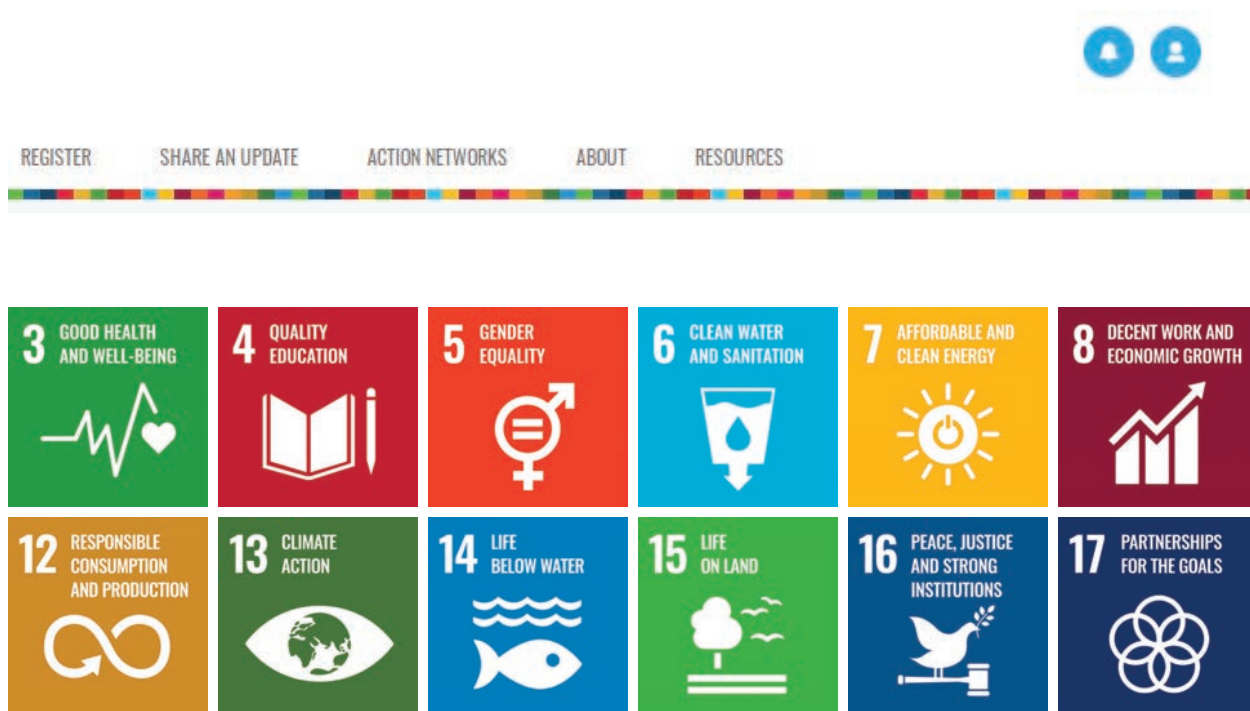 REGISTER SHARE AN UPDATE ACTION NETWORKS ABOUT RESOURCES
3 GOOD HEALTH
AND WELL-BEING
4 QUALITY
EDUCATION
5 GENDER
EQUALITY
6 CLEAN WATER
AND SANITATION
7 AFFORDABLE AND
CLEAN ENERGY
8 DECENT WORK AND
ECONOMIC GROWTH
12 RESPONSIBLE
CONSUMPTION
AND PRODUCTION
13 CLIMATE
ACTION
14 LIFE
BELOW WATER
15 LIFE
ON LAND
16 PEACE, JUSTICE
AND STRONG
INSTITUTIONS
17 PARTNERSHIPS
FOR THE GOALS